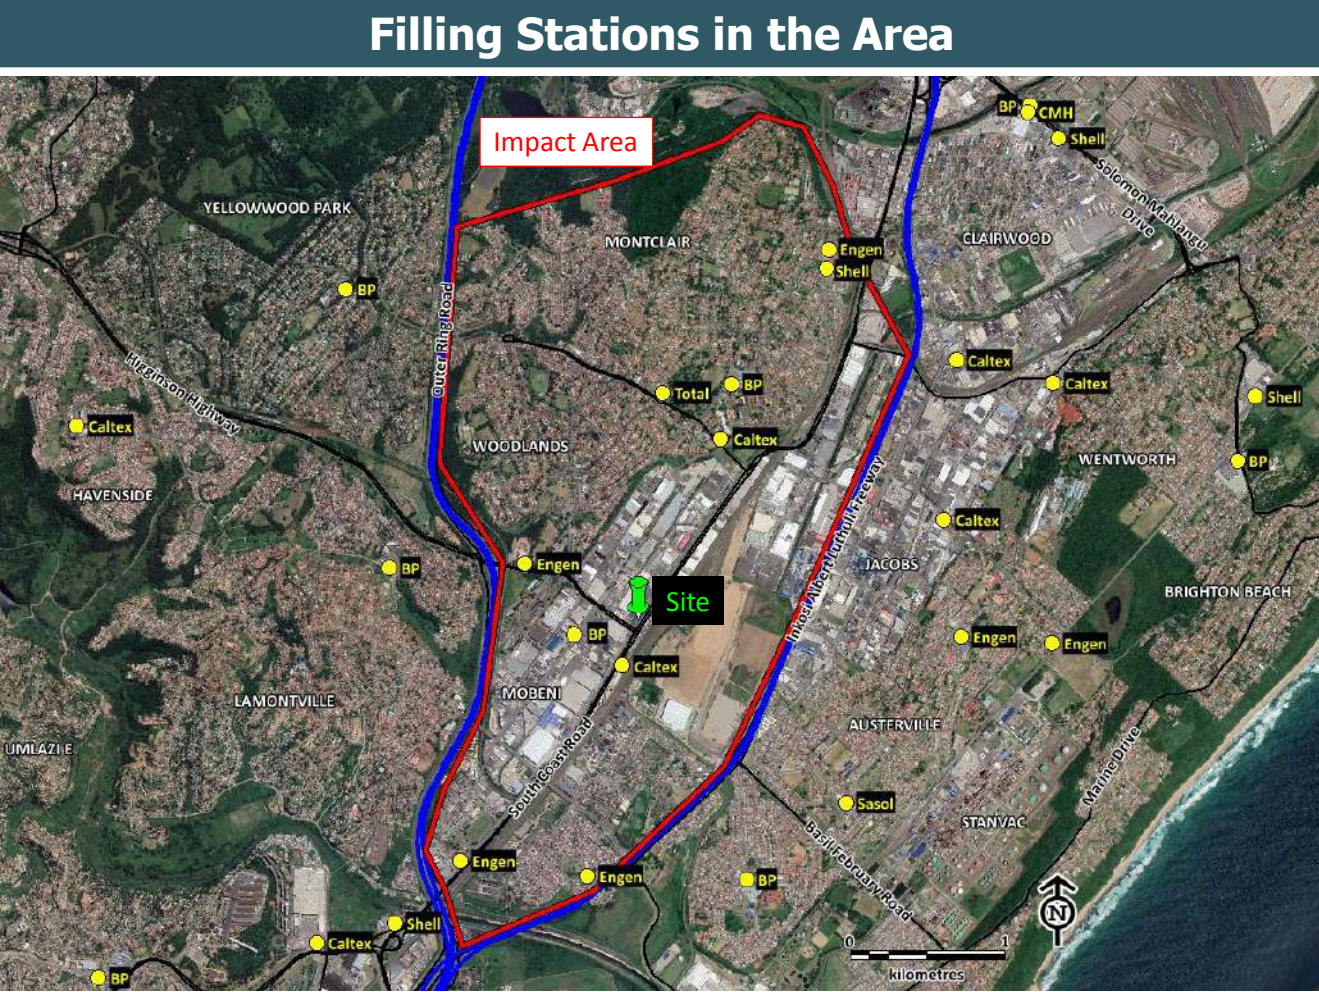 Filling Stations in the Area
BP
CMH
Shell
Impact Area
Solomon Mahlangu
Drive
YELLOWWOOD PARK
MONTCLAIR
CLAIRWOOD
Engen
Shell
BP
Outer Ring Road
Higginson Highway
Caltex
Caltex
Total
BP
Shell
Caltex
Caltex
WOODLANDS
WENTWORTH
BP
HAVENSIDE
Caltex
Inkosi Albert Luthuli Freeway
JACOBS
BP
Engen
BRIGHTON BEACH
Site
BP
Engen
Engen
Caltex
MOBENI
LAMONTVILLE
AUSTERVILLE
UMLAZI E
South Coast Road
Marine Drive
Sasol
STANVAC
Basil February Road
Engen
Engen
BP
N
Shell
Caltex
0 1
kilometres
BP